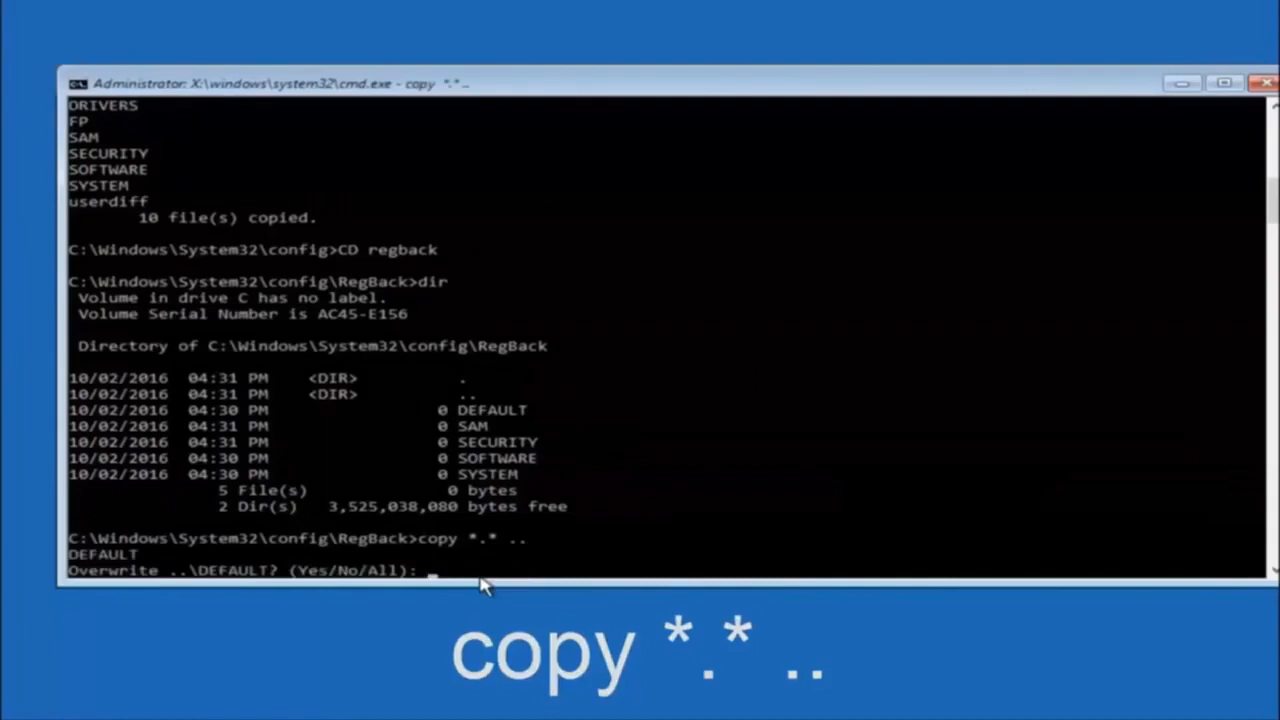 Administrator: X:\windows\system32\cmd.exe - copy *.* ..
DRIVERS
FP
SAM
SECURITY
SOFTWARE
SYSTEM
userdiff
10 file(s) copied.
C:\Windows\System32\config>CD regback
C:\Windows\System32\config\RegBack>dir
Volume in drive C has no label.
Volume Serial Number is AC45-E156
Directory of C:\Windows\System32\config\RegBack
10/02/2016 04:31 PM <DIR> .
10/02/2016 04:31 PM <DIR> ..
10/02/2016 04:30 PM 0 DEFAULT
10/02/2016 04:31 PM 0 SAM
10/02/2016 04:31 PM 0 SECURITY
10/02/2016 04:30 PM 0 SOFTWARE
10/02/2016 04:30 PM 0 SYSTEM
5 File(s) 0 bytes
2 Dir(s) 3,525,038,080 bytes free
C:\Windows\System32\config\RegBack>copy *.* ..
DEFAULT
Overwrite ..\DEFAULT? (Yes/No/All): _
copy *.* ..